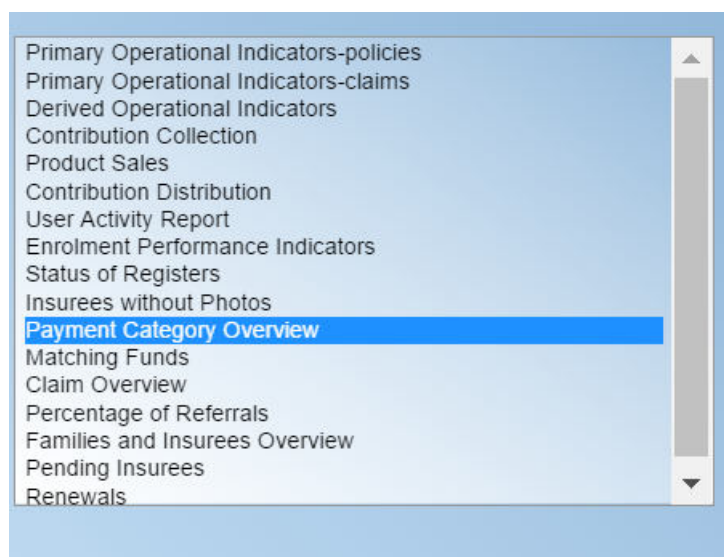 Primary Operational Indicators-policies
Primary Operational Indicators-claims
Derived Operational Indicators
Contribution Collection
Product Sales
Contribution Distribution
User Activity Report
Enrolment Performance Indicators
Status of Registers
Insurees without Photos
Payment Category Overview
Matching Funds
Claim Overview
Percentage of Referrals
Families and Insurees Overview
Pending Insurees
Renewals